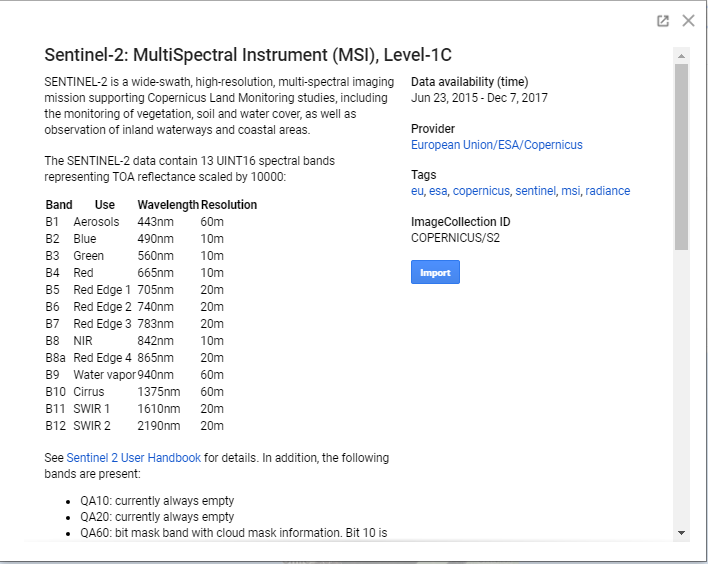 Sentinel-2: MultiSpectral Instrument (MSI), Level-1C
SENTINEL-2 is a wide-swath, high-resolution, multi-spectral imaging
mission supporting Copernicus Land Monitoring studies, including
the monitoring of vegetation, soil and water cover, as well as
observation of inland waterways and coastal areas.
The SENTINEL-2 data contain 13 UINT16 spectral bands
representing TOA reflectance scaled by 10000:
Band Use Wavelength Resolution
B1 Aerosols 443nm 60m
B2 Blue 490nm 10m
B3 Green 560nm 10m
B4 Red 665nm 10m
B5 Red Edge 1 705nm 20m
B6 Red Edge 2 740nm 20m
B7 Red Edge 3 783nm 20m
B8 NIR 842nm 10m
B8a Red Edge 4 865nm 20m
B9 Water vapor 940nm 60m
B10 Cirrus 1375nm 60m
B11 SWIR 1 1610nm 20m
B12 SWIR 2 2190nm 20m
See Sentinel 2 User Handbook for details. In addition, the following
bands are present:
• QA10: currently always empty
• QA20: currently always empty
• QA60: bit mask band with cloud mask information. Bit 10 is
Data availability (time)
Jun 23, 2015 - Dec 7, 2017
Provider
European Union/ESA/Copernicus
Tags
eu, esa, copernicus, sentinel, msi, radiance
ImageCollection ID
COPERNICUS/S2
Import